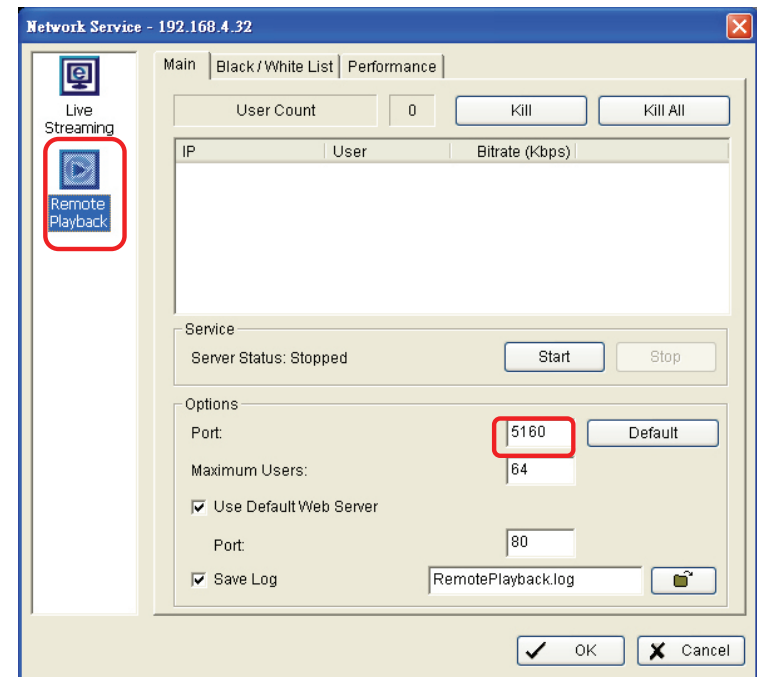 Network Service - 192.168.4.32
Live
Streaming
Remote
Playback
Main Black / White List Performance
User Count 0 Kill Kill All
IP User Bitrate (Kbps)
Service
Server Status: Stopped Start Stop
Options
Port: 5160 Default
Maximum Users: 64
Use Default Web Server
Port: 80
Save Log RemotePlayback.log
OK Cancel